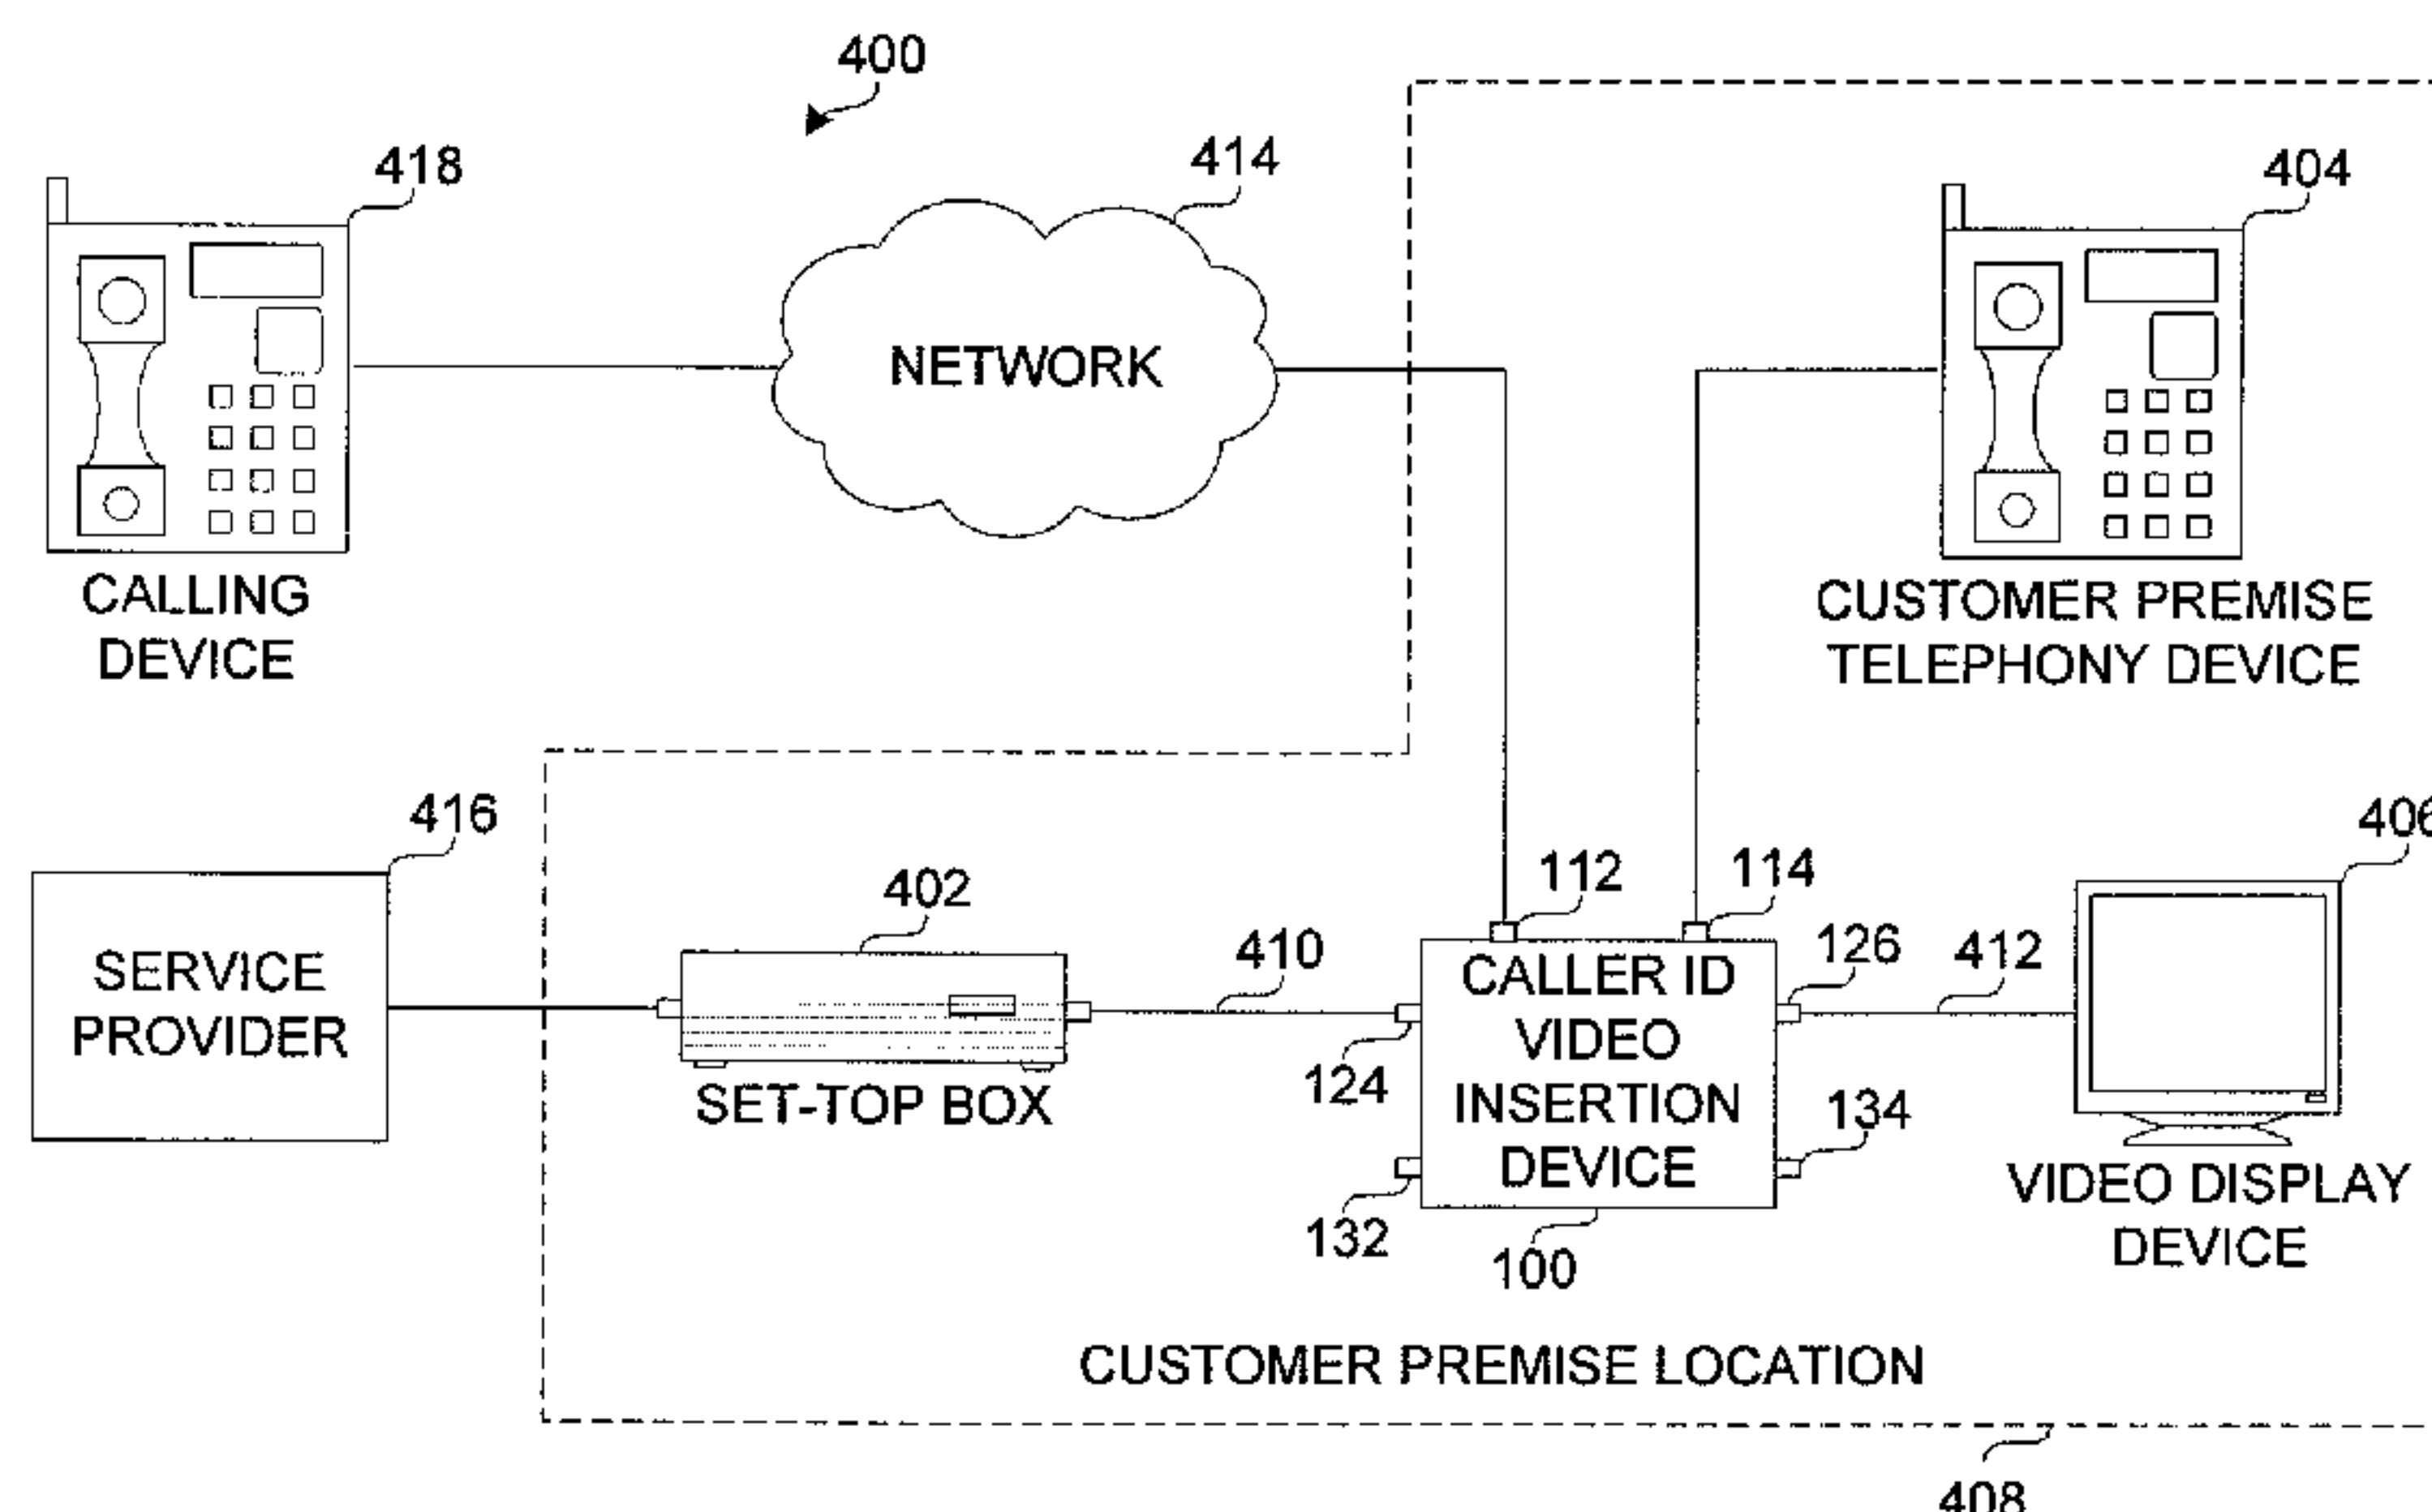 400
418
414
404
NETWORK
CALLING
DEVICE
CUSTOMER PREMISE
TELEPHONY DEVICE
416
406
402
112
114
410
126
412
SERVICE
PROVIDER
CALLER ID
VIDEO
INSERTION
DEVICE
124
SET-TOP BOX
134
132
100
VIDEO DISPLAY
DEVICE
CUSTOMER PREMISE LOCATION
408